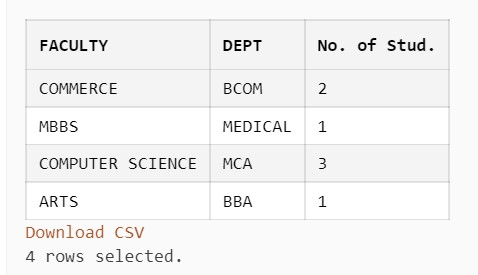 FACULTY DEPT No. of Stud.
COMMERCE BCOM 2
MBBS MEDICAL 1
COMPUTER SCIENCE MCA 3
ARTS BBA 1
Download CSV
4 rows selected.